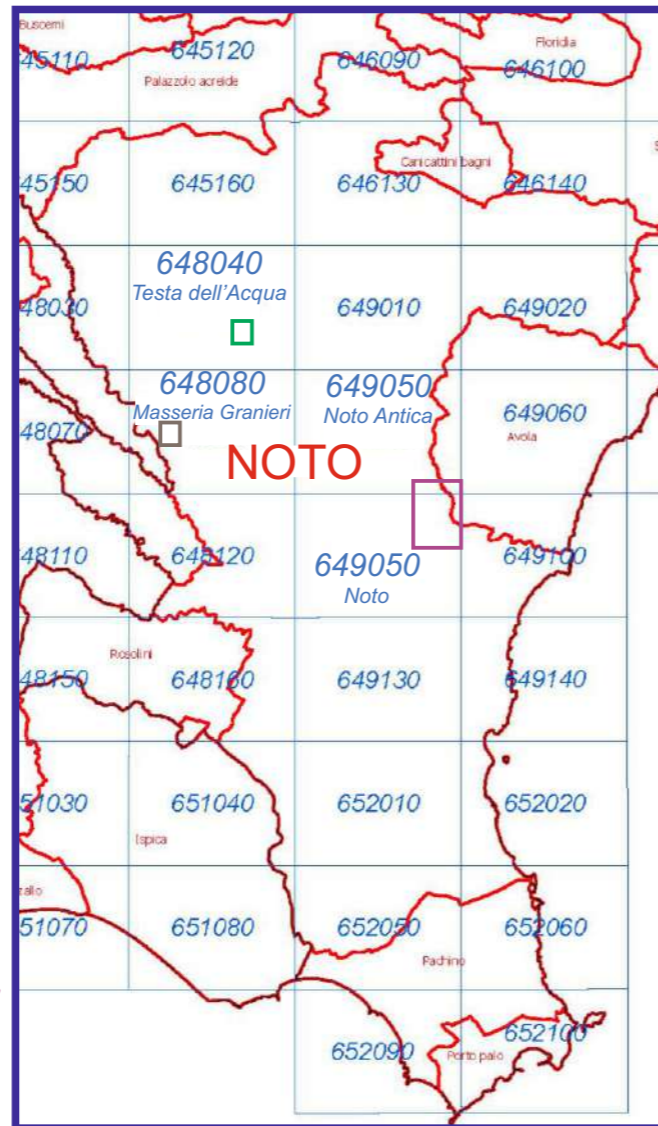 Buscemi
645120
Floridia
45110
646090
646100
Palazzolo acreide
Canicattini bagni
45150
645160
646130
646140
S
648040
Testa dell'Acqua
48030
649010
649020
648080
649050
Masseria Granieri
Noto Antica
649060
48070
Avola
NOTO
48110
648120
649050
649100
Noto
Rosolini
48150
648160
649130
649140
51030
651040
652010
652020
Ispica
zallo
51070
651080
652050
652060
Pachino
652090
652100
Porto palo